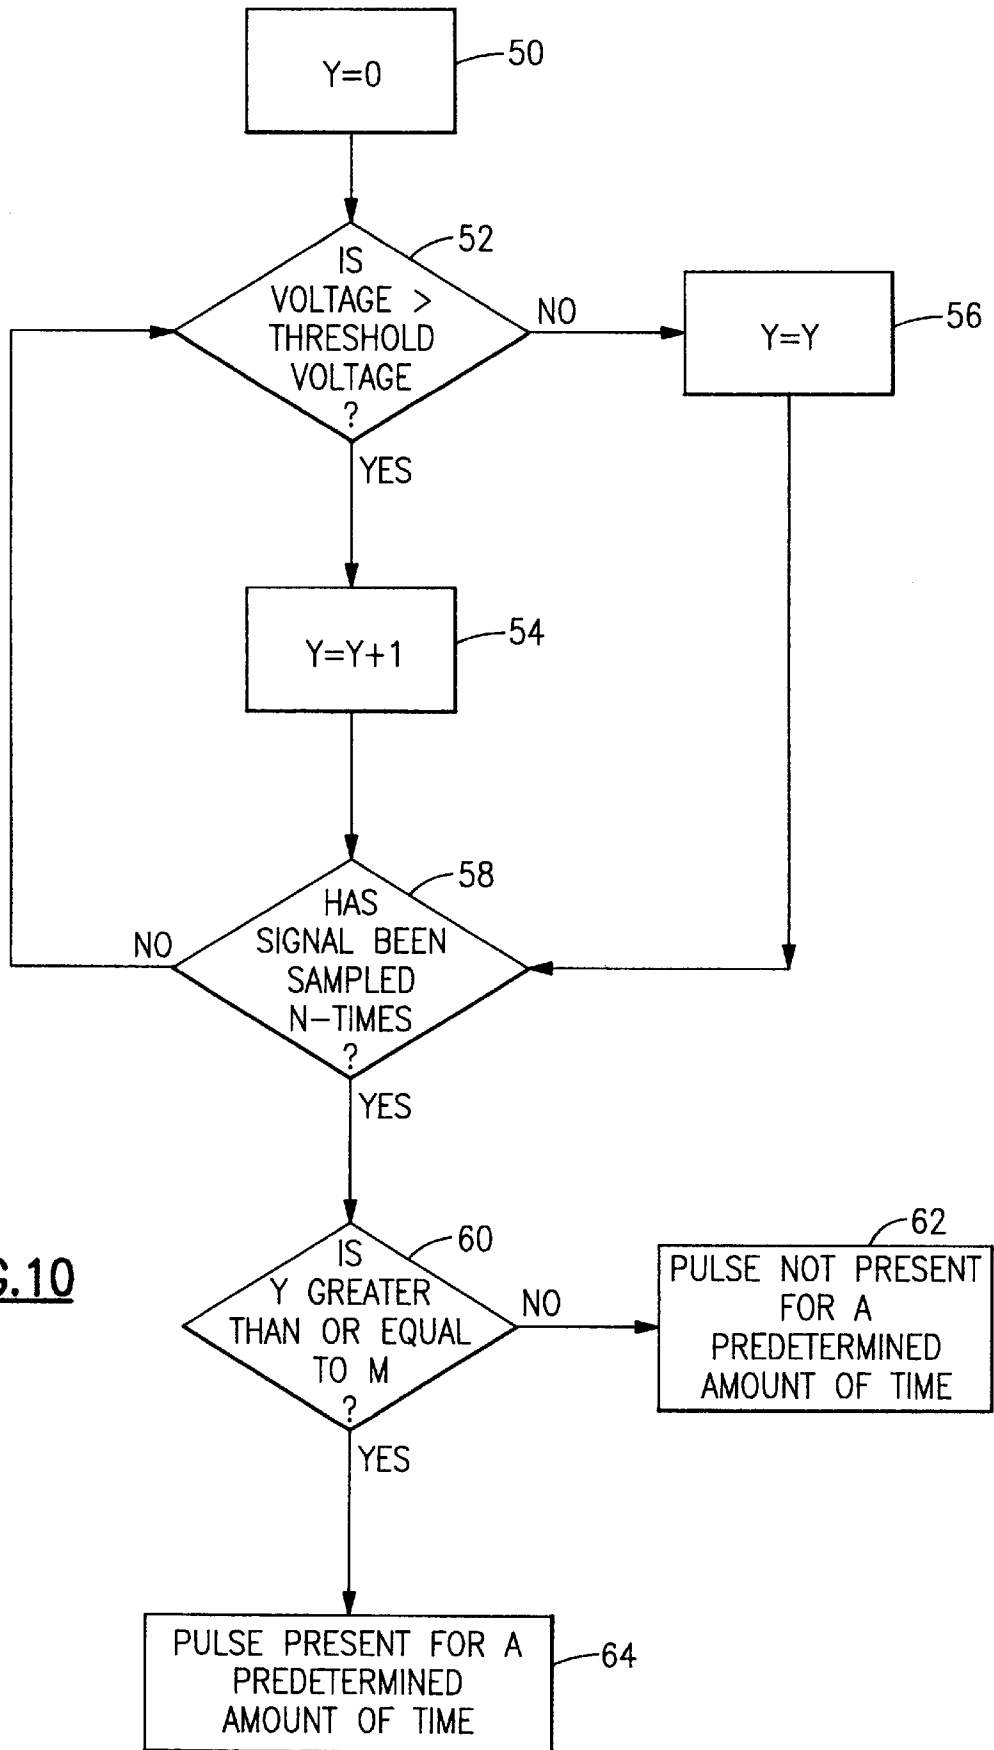 Y=0
50
IS
VOLTAGE >
THRESHOLD
VOLTAGE
?
52
NO
Y=Y
56
YES
Y=Y+1
54
HAS
SIGNAL BEEN
SAMPLED
N-TIMES
?
58
NO
YES
IS
Y GREATER
THAN OR EQUAL
TO M
?
60
NO
PULSE NOT PRESENT
FOR A
PREDETERMINED
AMOUNT OF TIME
62
G.10
YES
PULSE PRESENT FOR A
PREDETERMINED
AMOUNT OF TIME
64